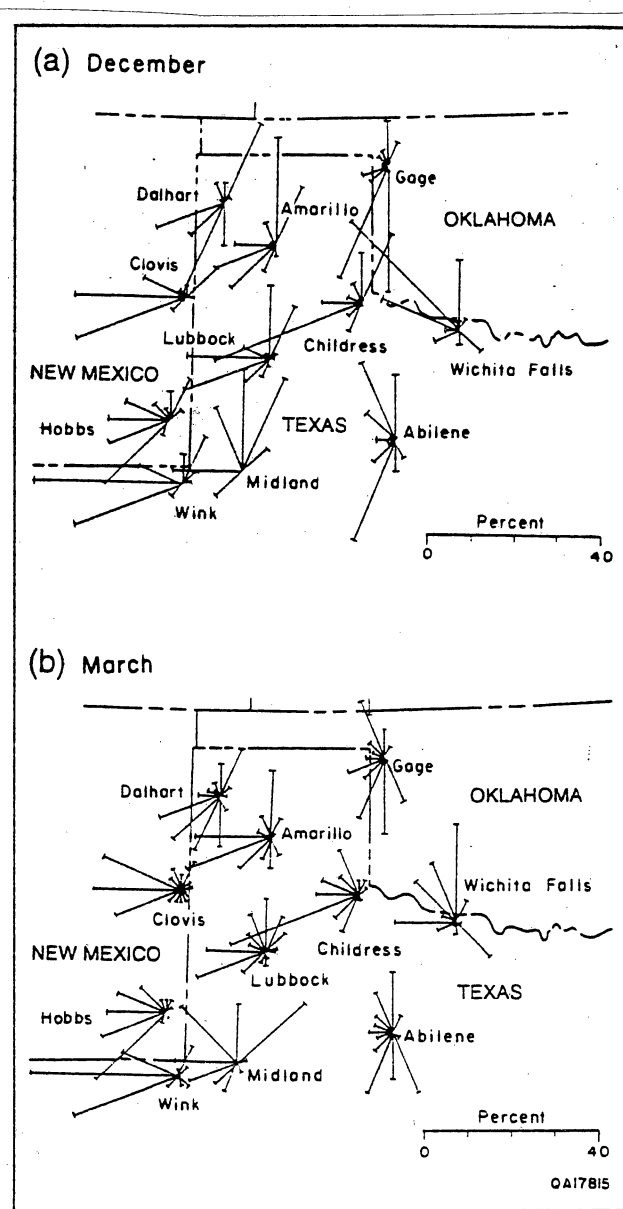 (a) December
Dalhart
Amarillo
Gage
OKLAHOMA
Clovis
Lubbock
Childress
Wichita Falls
NEW MEXICO
Hobbs
TEXAS
Abilene
Midland
Wink
Percent
0 40
(b) March
Dalhart
Gage
OKLAHOMA
Amarillo
Clovis
Wichita Falls
Childress
NEW MEXICO
Lubbock
TEXAS
Hobbs
Abilene
Midland
Wink
Percent
0 40
QA17815